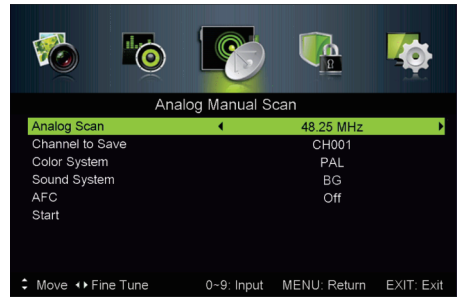 Analog Manual Scan
Analog Scan 48.25 MHz
Channel to Save CH001
Color System PAL
Sound System BG
AFC Off
Start
Move Fine Tune 0~9: Input MENU: Return EXIT: Exit